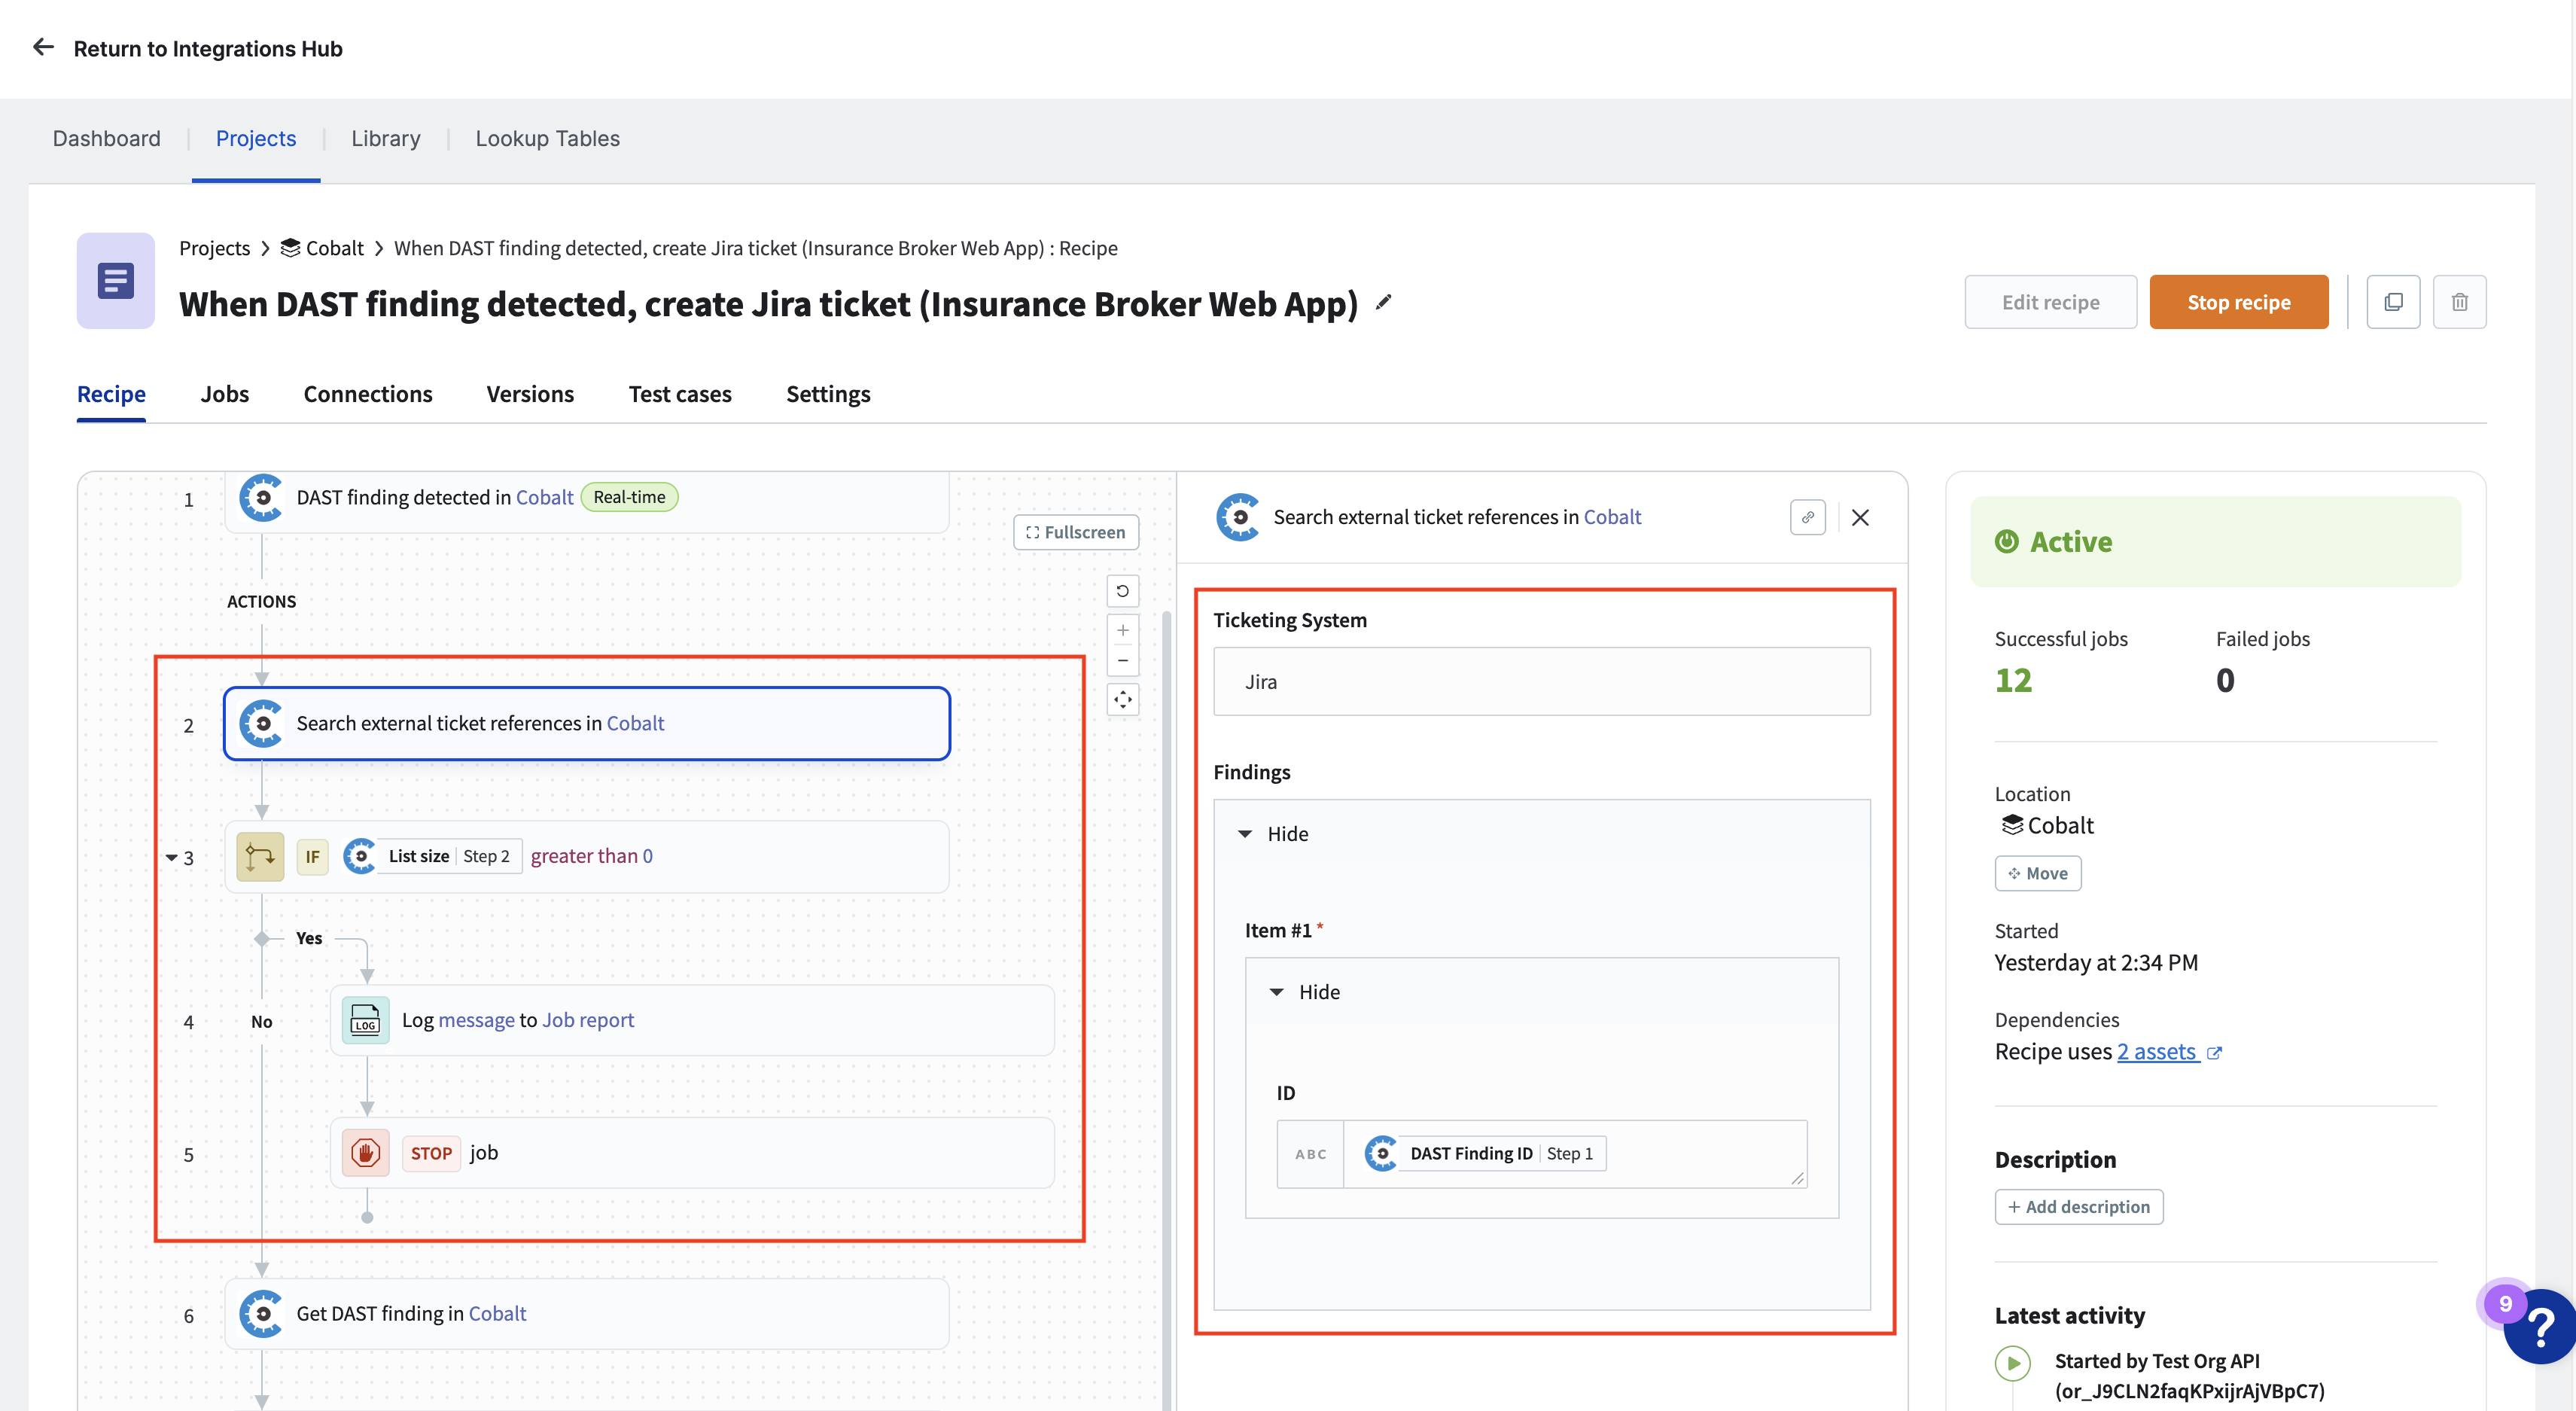 Return to Integrations Hub
Dashboard
Projects
Library
Lookup Tables
Projects > Cobalt > When DAST finding detected, create Jira ticket (Insurance Broker Web App) : Recipe
When DAST finding detected, create Jira ticket (Insurance Broker Web App)
Edit recipe
Stop recipe
Recipe
Jobs
Connections
Versions
Test cases
Settings
1
DAST finding detected in Cobalt Real-time
Fullscreen
ACTIONS
2
Search external ticket references in Cobalt
3
IF List size Step 2 greater than 0
Yes
No
4
LOG
Log message to Job report
5
STOP job
6
Get DAST finding in Cobalt
Search external ticket references in Cobalt
Ticketing System
Jira
Findings
Hide
Item #1 *
Hide
ID
ABC
DAST Finding ID Step 1
Active
Successful jobs
12
Failed jobs
0
Location
Cobalt
Move
Started
Yesterday at 2:34 PM
Dependencies
Recipe uses 2 assets
Description
+ Add description
Latest activity
Started by Test Org API
(or_J9CLN2faqKPxijrAjVBpC7)
9
?